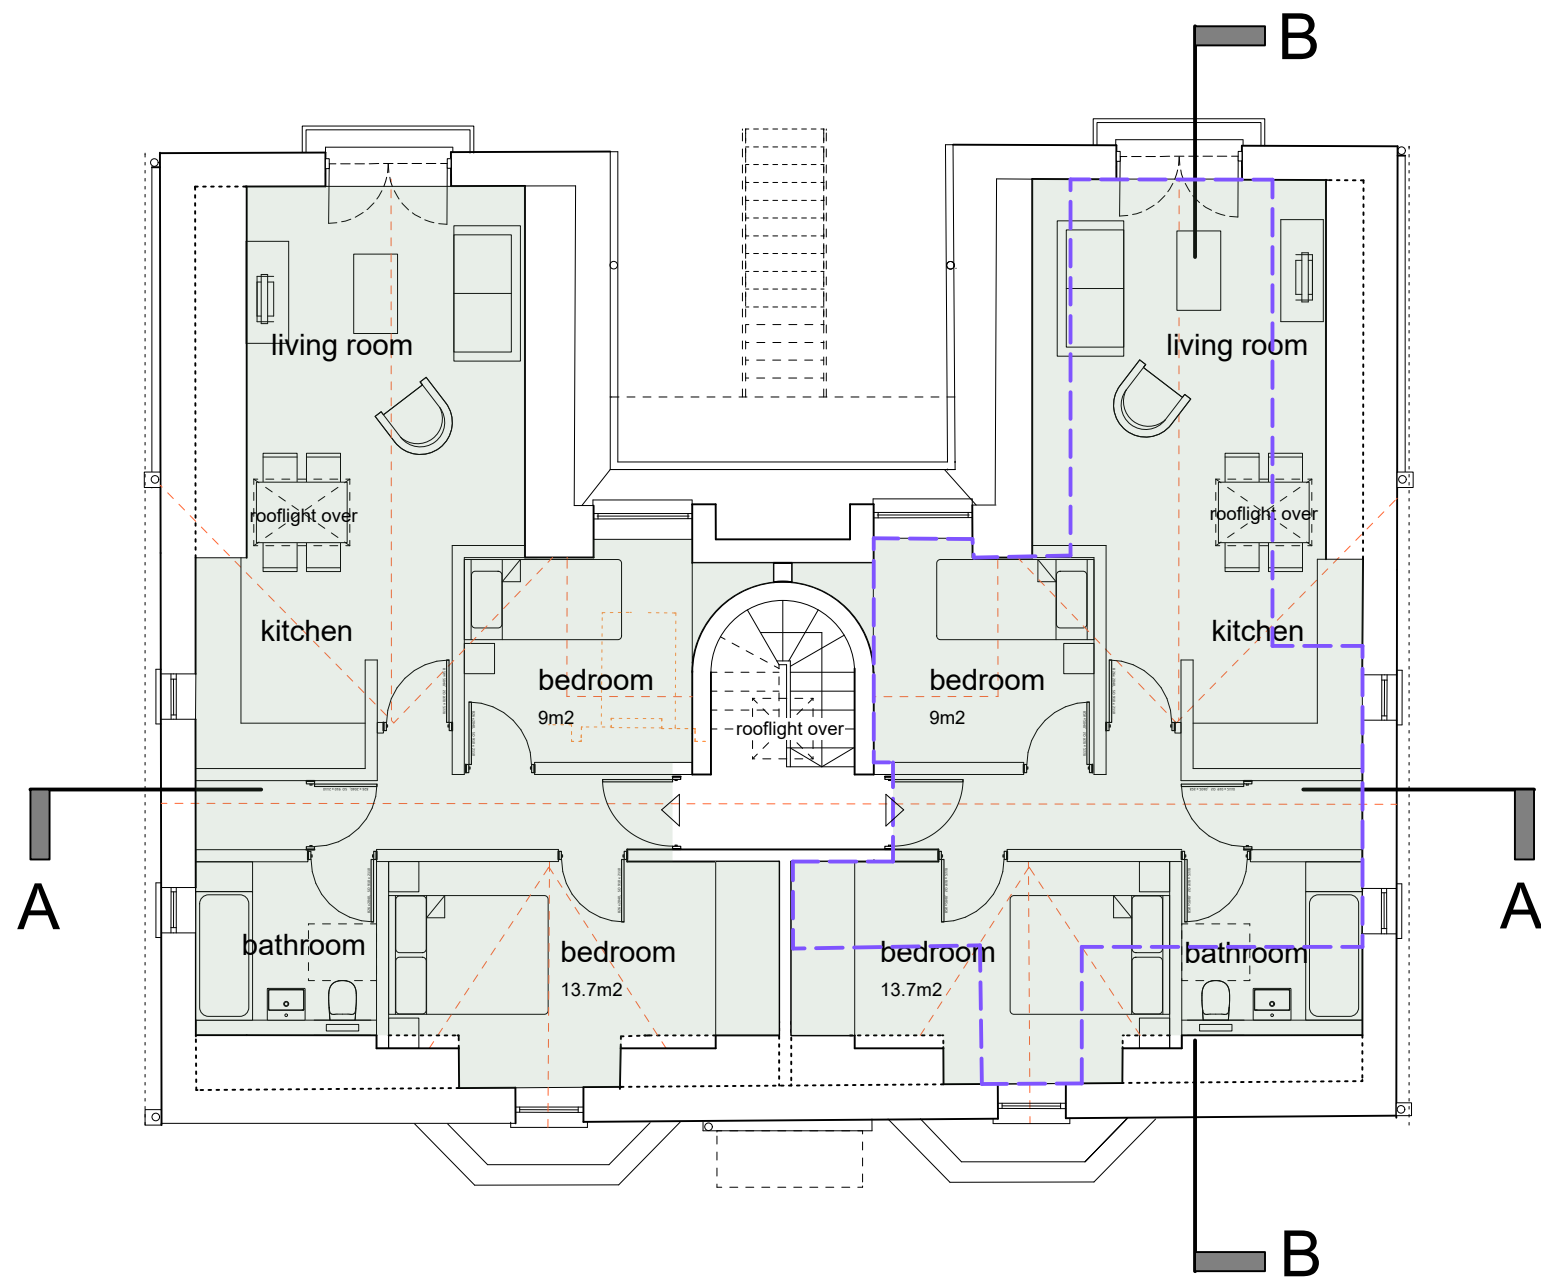 B
living room
living room
rooflight over
rooflight over
kitchen
kitchen
bedroom
9m2
bedroom
9m2
rooflight over
A
A
bathroom
bedroom
13.7m2
bedroom
13.7m2
bathroom
B